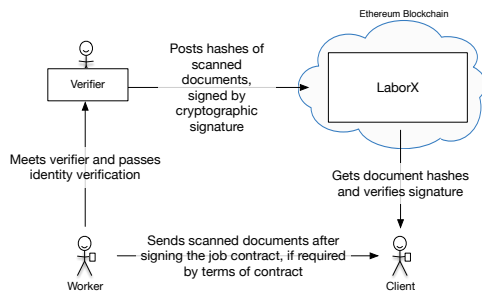 Ethereum Blockchain
Posts hashes of
scanned
documents,
signed by
cryptographic
signature
Verifier
LaborX
Meets verifier and passes
identity verification
Gets document hashes
and verifies signature
Sends scanned documents after
signing the job contract, if required
by terms of contract
Worker
Client